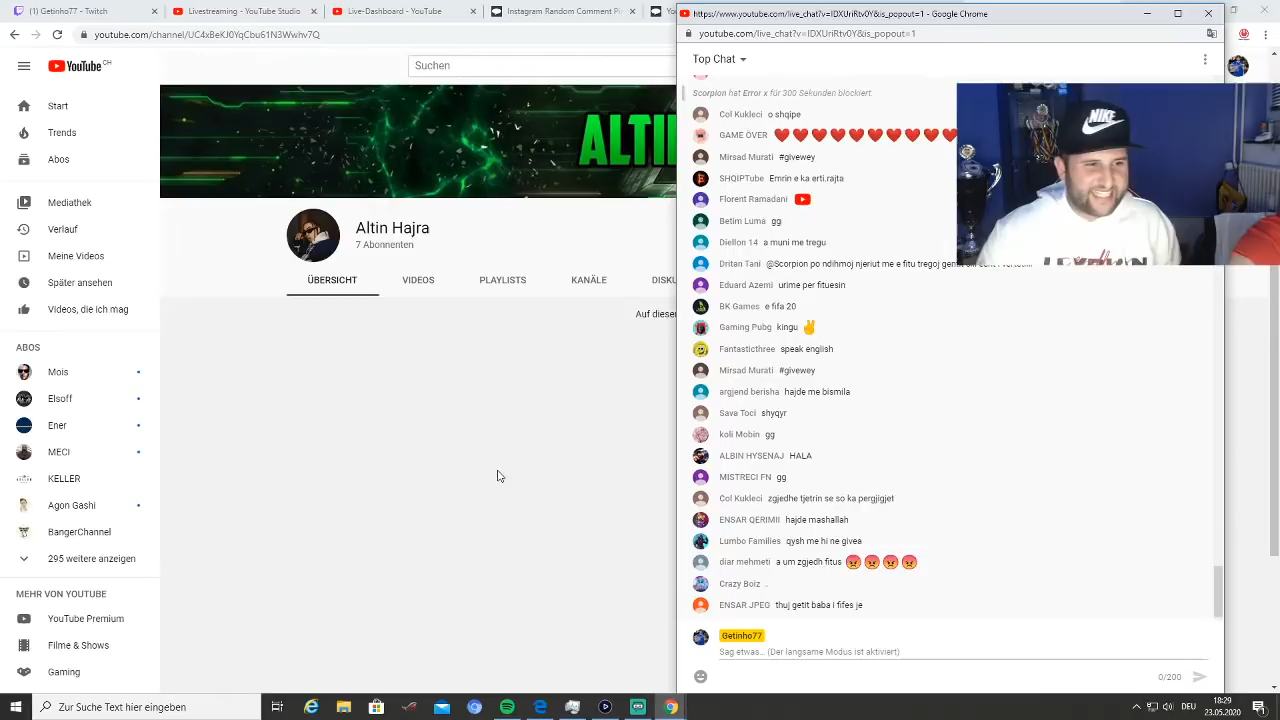 (1) Getinho77 - Twitch
Livestreaming - YouTube Studio
Live-Dashboard - YouTube
Instagram Random Comment Pi
https://www.youtube.com/live_chat?is_popout=1 - Google Chrome
youtube.com/live_chat?is_popout=1
YouTube CH
Suchen
Top Chat
Start
Trends
Abos
Mediathek
Verlauf
Meine Videos
Später ansehen
Videos, die ich mag
ABOS
Mois
Elsoff
Ener
MECI
KELLER
Agon Gashi
BangerChannel
295 weitere anzeigen
MEHR VON YOUTUBE
YouTube Premium
Filme & Shows
Gaming
ALTI
Altin Hajra
7 Abonnenten
ÜBERSICHT VIDEOS PLAYLISTS KANÄLE DISKU
Auf dieser
Scorpion hat Error x für 300 Sekunden blockiert.
Col Kukleci o shqipe
GAME ÖVER ❤❤❤❤❤❤❤❤❤❤
Mirsad Murati #givewey
SHQIPTube Emrin e ka erti.rajta
Florent Ramadani
Betim Luma gg
Diellon 14 a muni me tregu
Dritan Tani @Scorpion po ndihmoj njeriut me e fitu tregoj
Eduard Azemi urime per fituesin
BK-Games e fifa 20
Gaming Pubg kingu ✌
Fantasticthree speak english
Mirsad Murati #givewey
argjend berisha hajde me bismila
Sava Toci shyqyr
koli Mobin gg
ALBIN HYSENAJ HALA
MISTRECI FN gg
Col Kukleci zgjedhe tjetrin se so ka pergjigjet
ENSAR QERIMII hajde mashallah
Lumbo Families qysh me hi ne givea
diar mehmeti a um zgjedh fitus 😡😡😡😡
Crazy Boiz ..
ENSAR JPEG thuj getit baba i fifes je
Getinho77
Sag etwas... (Der langsame Modus ist aktiviert)
0/200
NIKE
Zur Suche Text hier eingeben
DEU
18:29
23.05.2020